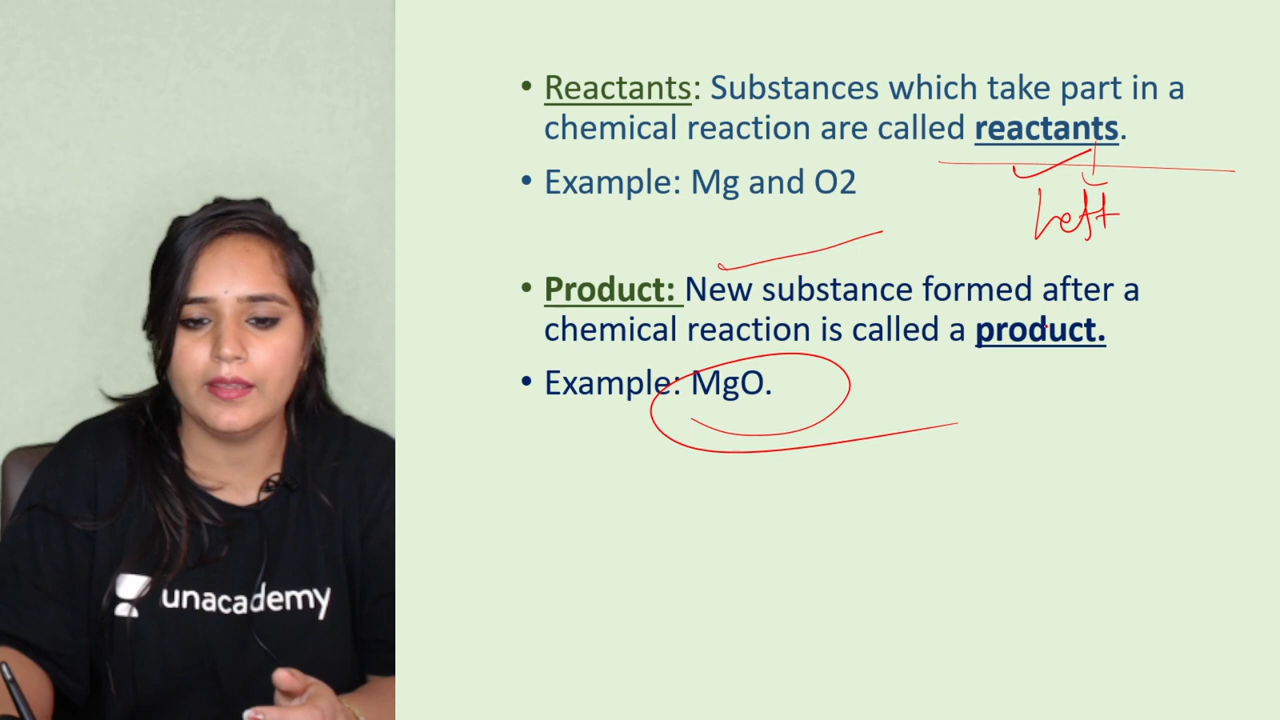 • Reactants: Substances which take part in a
chemical reaction are called reactants.
• Example: Mg and O2
Left
• Product: New substance formed after a
chemical reaction is called a product.
• Example: MgO.
unacademy